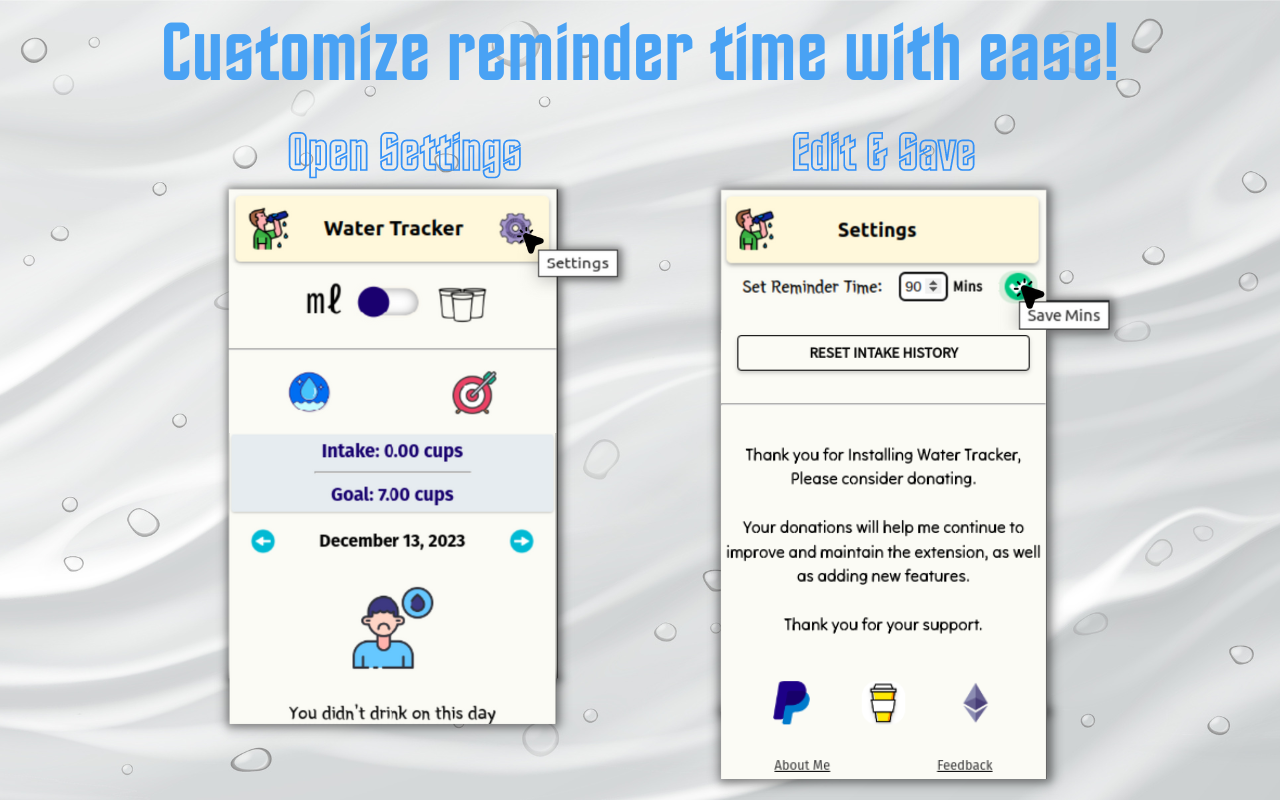 Customize reminder time with ease!
Open Settings
Water Tracker
Settings
mℓ
Intake: 0.00 cups
Goal: 7.00 cups
December 13, 2023
You didn't drink on this day
Edit & Save
Settings
Set Reminder Time: 90 Mins
Save Mins
RESET INTAKE HISTORY
Thank you for Installing Water Tracker,
Please consider donating.
Your donations will help me continue to
improve and maintain the extension, as well
as adding new features.
Thank you for your support.
About Me Feedback